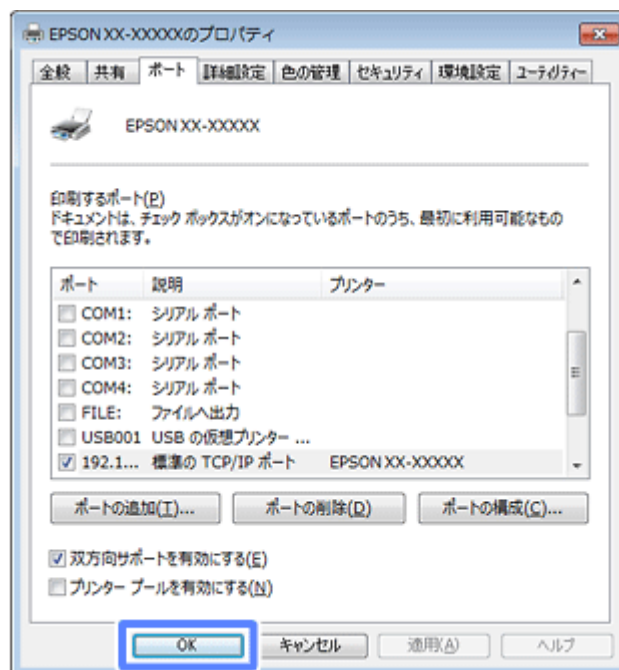 EPSON XX-XXXXXのプロパティ
全般 共有 ポート 詳細設定 色の管理 セキュリティ 環境設定 ユーティリティー
EPSON XX-XXXXX
印刷するポート(P)
ドキュメントは、チェック ボックスがオンになっているポートのうち、最初に利用可能なもの
で印刷されます。
ポート 説明 プリンター
COM1: シリアル ポート
COM2: シリアル ポート
COM3: シリアル ポート
COM4: シリアル ポート
FILE: ファイルへ出力
USB001 USB の仮想プリンター ...
192.1... 標準の TCP/IP ポート EPSON XX-XXXXX
ポートの追加(T)... ポートの削除(D) ポートの構成(C)...
双方向サポートを有効にする(E)
プリンター プールを有効にする(N)
OK キャンセル 適用(A) ヘルプ